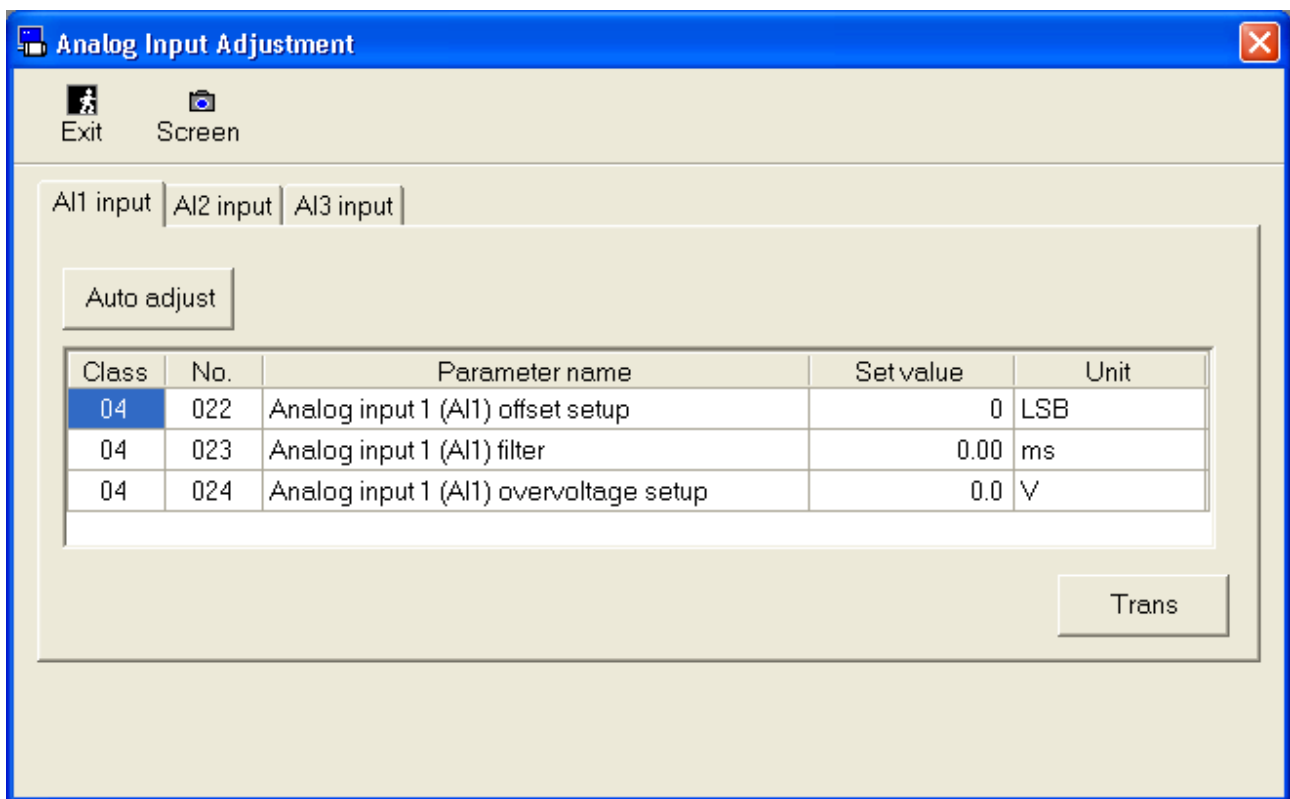 Analog Input Adjustment
Exit Screen
AI1 input AI2 input AI3 input
Auto adjust
Class No. Parameter name Set value Unit
04 022 Analog input 1 (AI1) offset setup 0 LSB
04 023 Analog input 1 (AI1) filter 0.00 ms
04 024 Analog input 1 (AI1) overvoltage setup 0.0 V
Trans